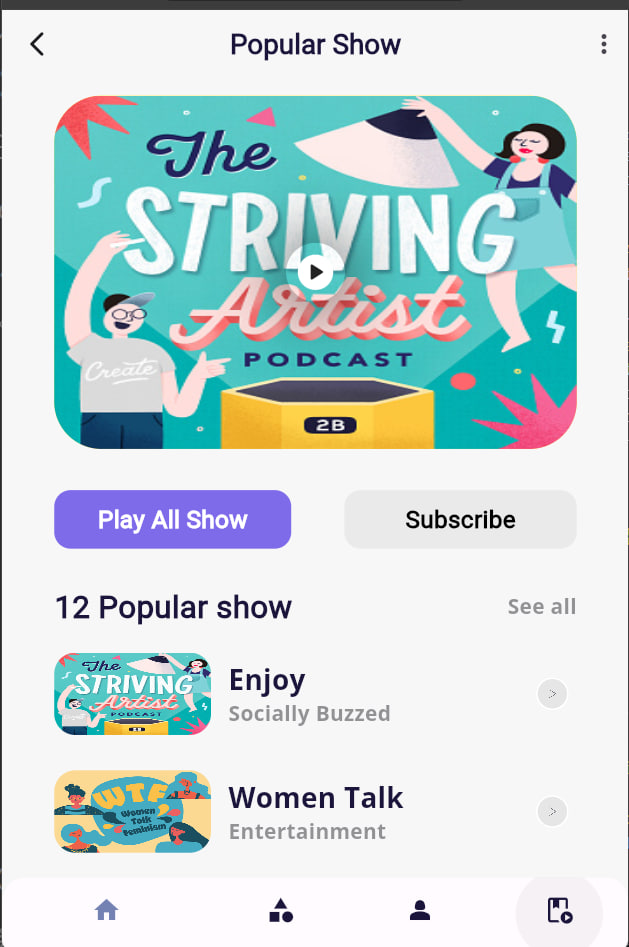 Popular Show
The
STRIVING
Artist
PODCAST
Create
2B
Play All Show
Subscribe
12 Popular show
See all
The
STRIVING
Artist
PODCAST
2B
Enjoy
Socially Buzzed
WTF
Women
Talk
Feminism
Women Talk
Entertainment